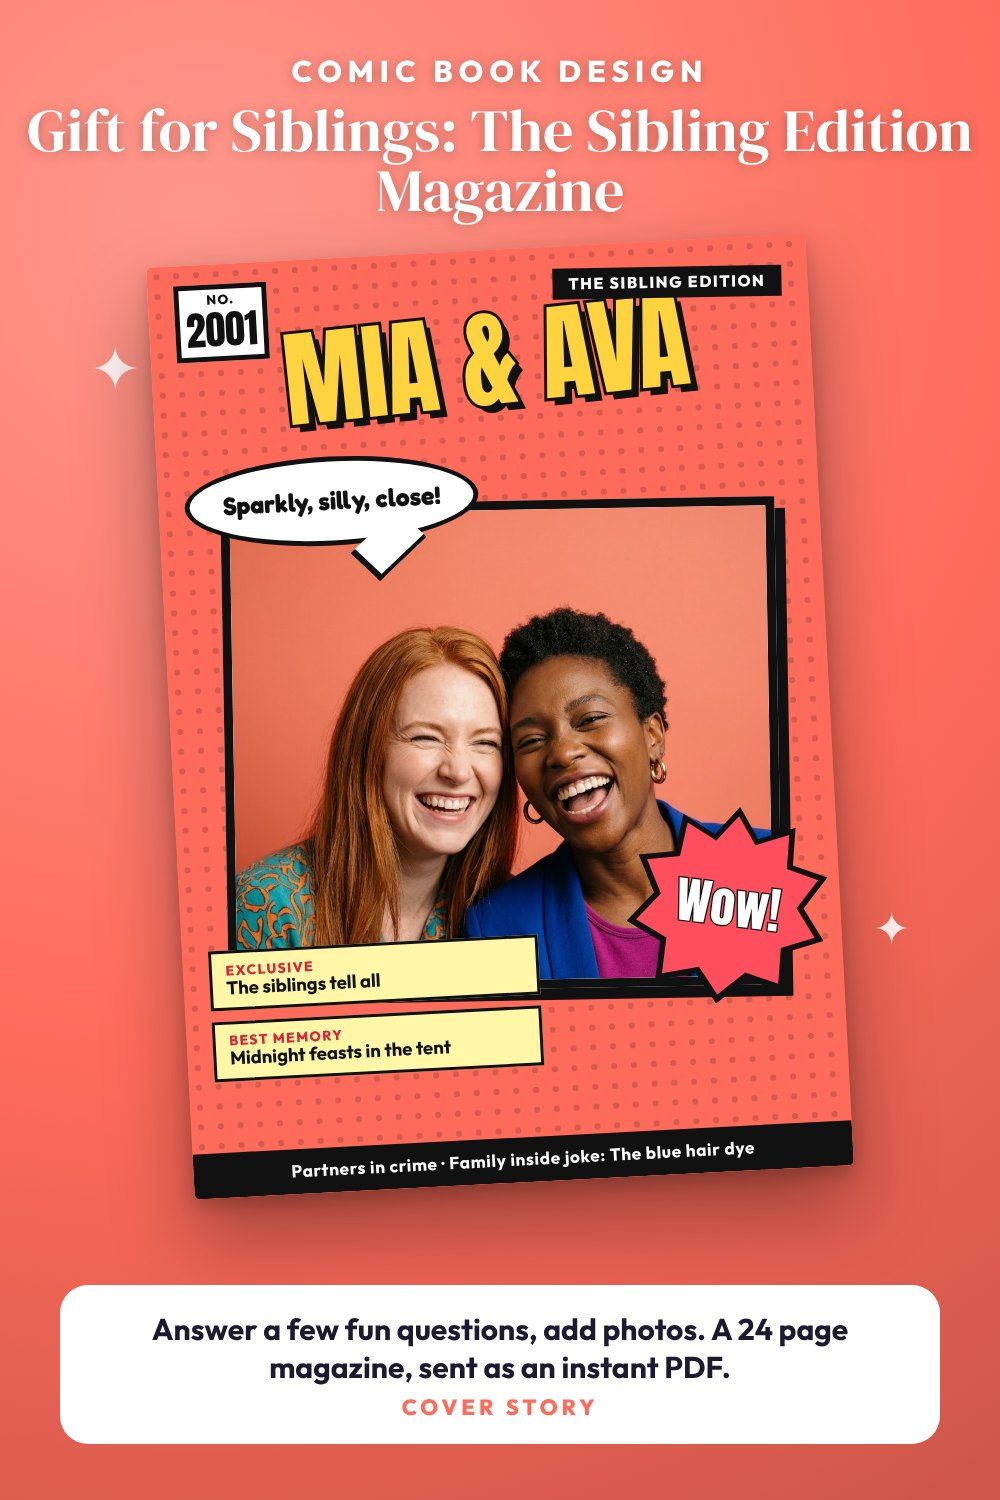 COMIC BOOK DESIGN
Gift for Siblings: The Sibling Edition
Magazine
THE SIBLING EDITION
NO.
2001
MIA & AVA
Sparkly, silly, close!
Wow!
EXCLUSIVE
The siblings tell all
BEST MEMORY
Midnight feasts in the tent
Partners in crime · Family inside joke: The blue hair dye
Answer a few fun questions, add photos. A 24 page
magazine, sent as an instant PDF.
COVER STORY